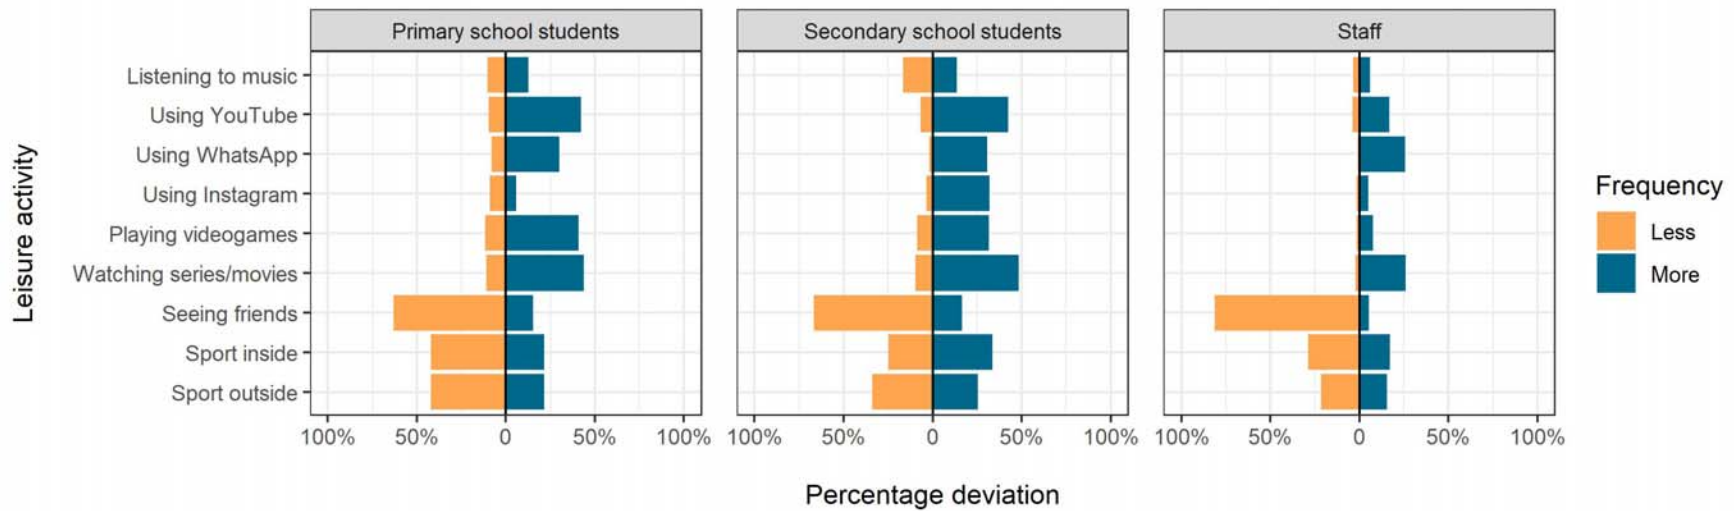 Primary school students
Secondary school students
Staff
Leisure activity
Listening to music
Using YouTube
Using WhatsApp
Using Instagram
Playing videogames
Watching series/movies
Seeing friends
Sport inside
Sport outside
100% 50% 0 50% 100%
100% 50% 0 50% 100%
100% 50% 0 50% 100%
Percentage deviation
Frequency
Less
More